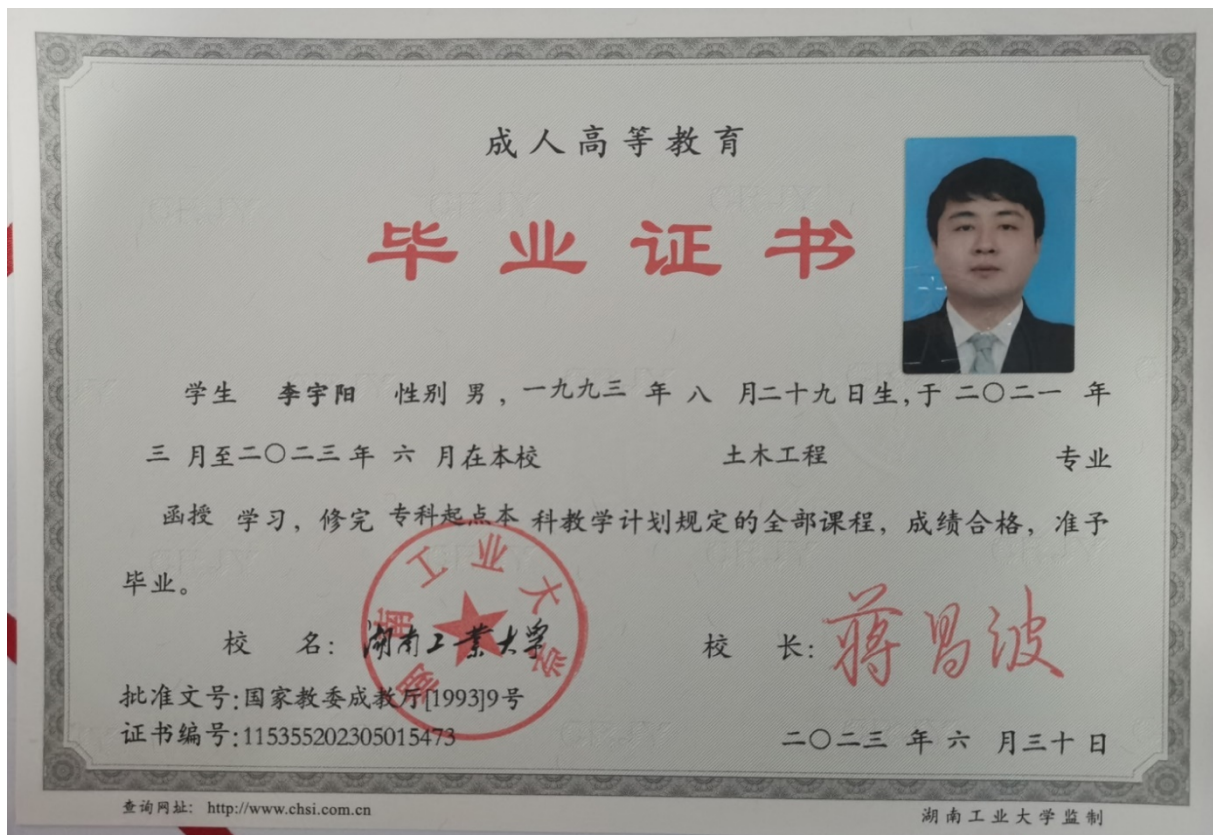 成人高等教育
毕业证书
学生 李宇阳 性别 男，一九九三 年 八 月二十九日生，于 二〇二一 年
三 月至二〇二三年 六 月在本校 土木工程 专业
函授 学习，修完 专科起点本 科教学计划规定的全部课程，成绩合格，准予
毕业。
校 名：湖南工業大学
湖南工业大学
校 长：蒋昌波
批准文号：国家教委成教厅[1993]9号
证书编号：115355202305015473
二〇二三 年 六 月三十日
查询网址： http://www.chsi.com.cn
湖南工业大学监制